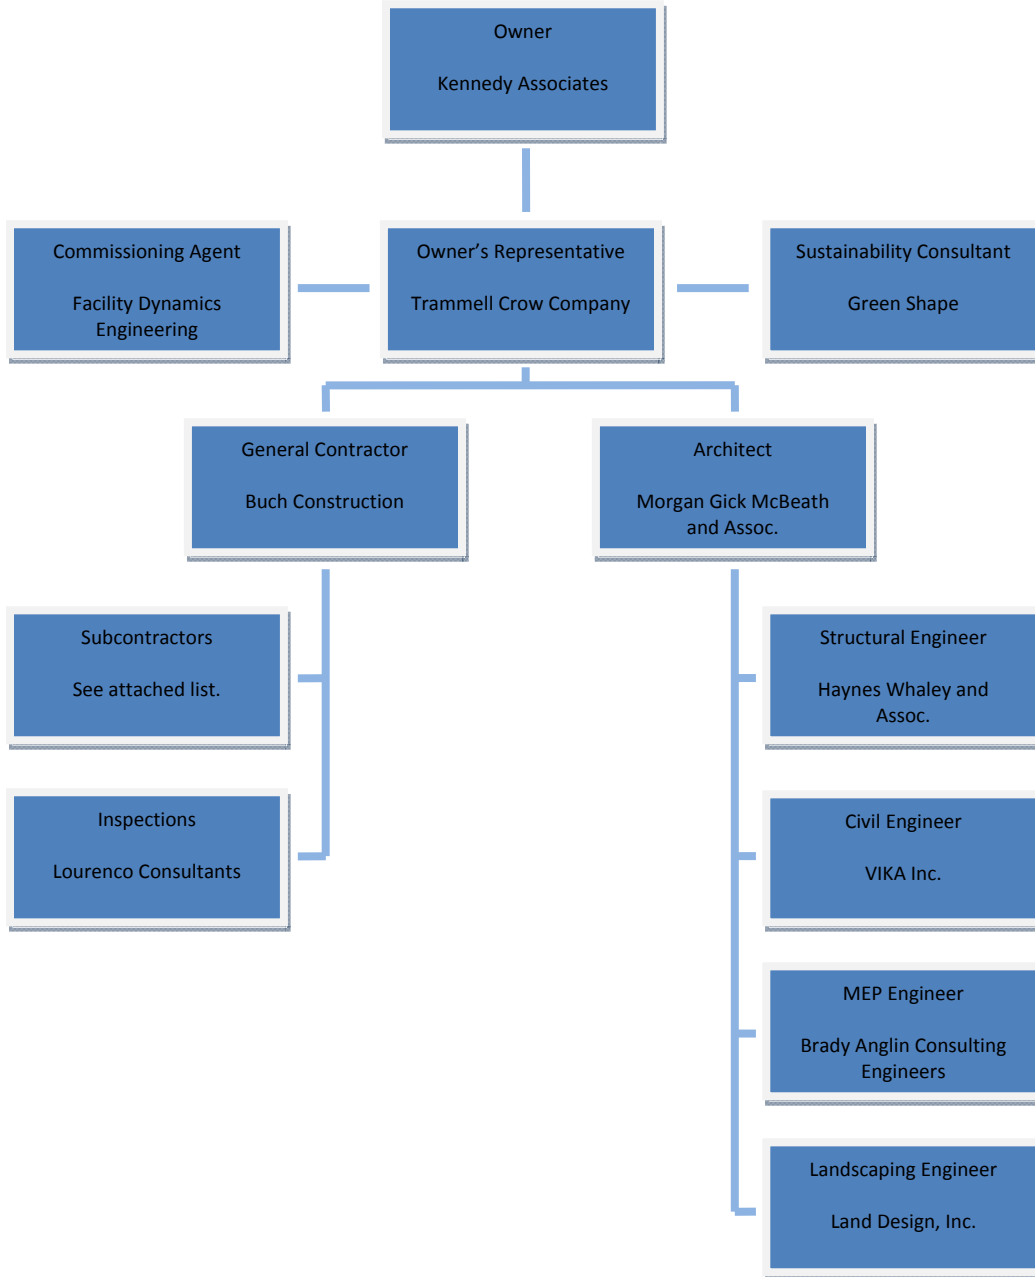 Owner
Kennedy Associates
Commissioning Agent
Facility Dynamics
Engineering
Owner’s Representative
Trammell Crow Company
Sustainability Consultant
Green Shape
General Contractor
Buch Construction
Architect
Morgan Gick McBeath
and Assoc.
Subcontractors
See attached list.
Inspections
Lourenco Consultants
Structural Engineer
Haynes Whaley and
Assoc.
Civil Engineer
VIKA Inc.
MEP Engineer
Brady Anglin Consulting
Engineers
Landscaping Engineer
Land Design, Inc.